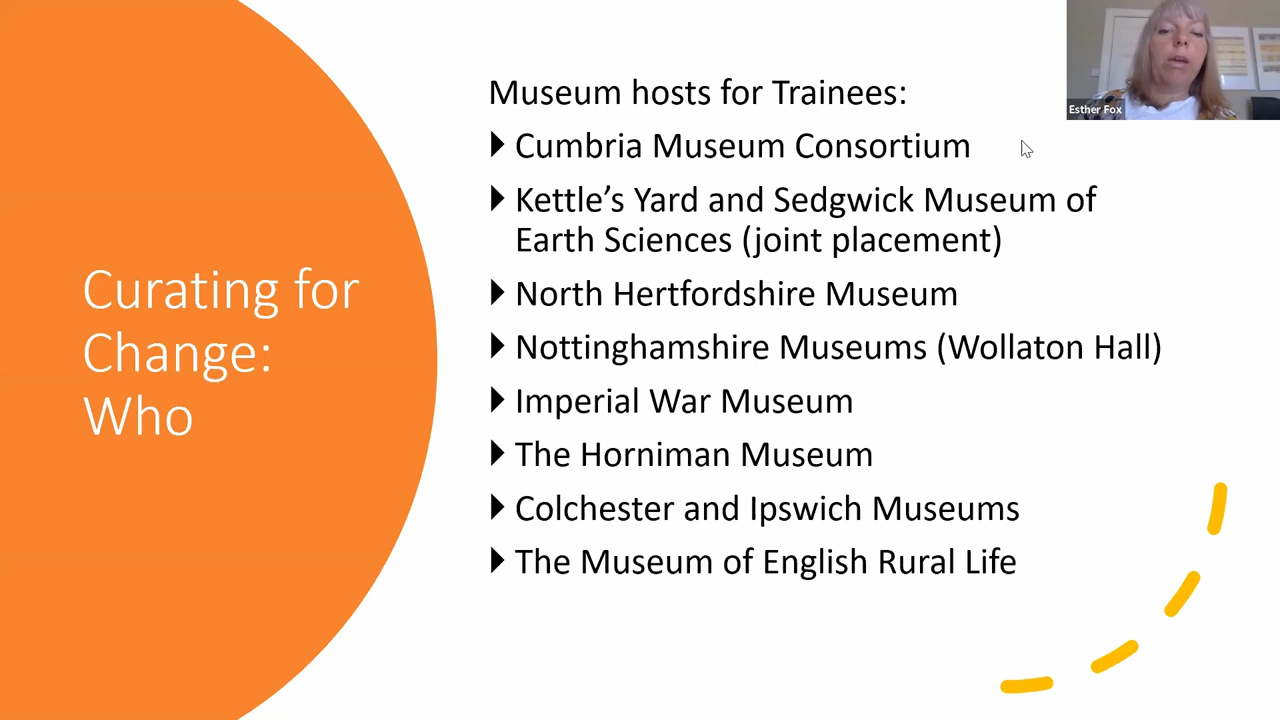 Curating for
Change:
Who
Museum hosts for Trainees:
Cumbria Museum Consortium
Kettle’s Yard and Sedgwick Museum of
Earth Sciences (joint placement)
North Hertfordshire Museum
Nottinghamshire Museums (Wollaton Hall)
Imperial War Museum
The Horniman Museum
Colchester and Ipswich Museums
The Museum of English Rural Life
Esther Fox